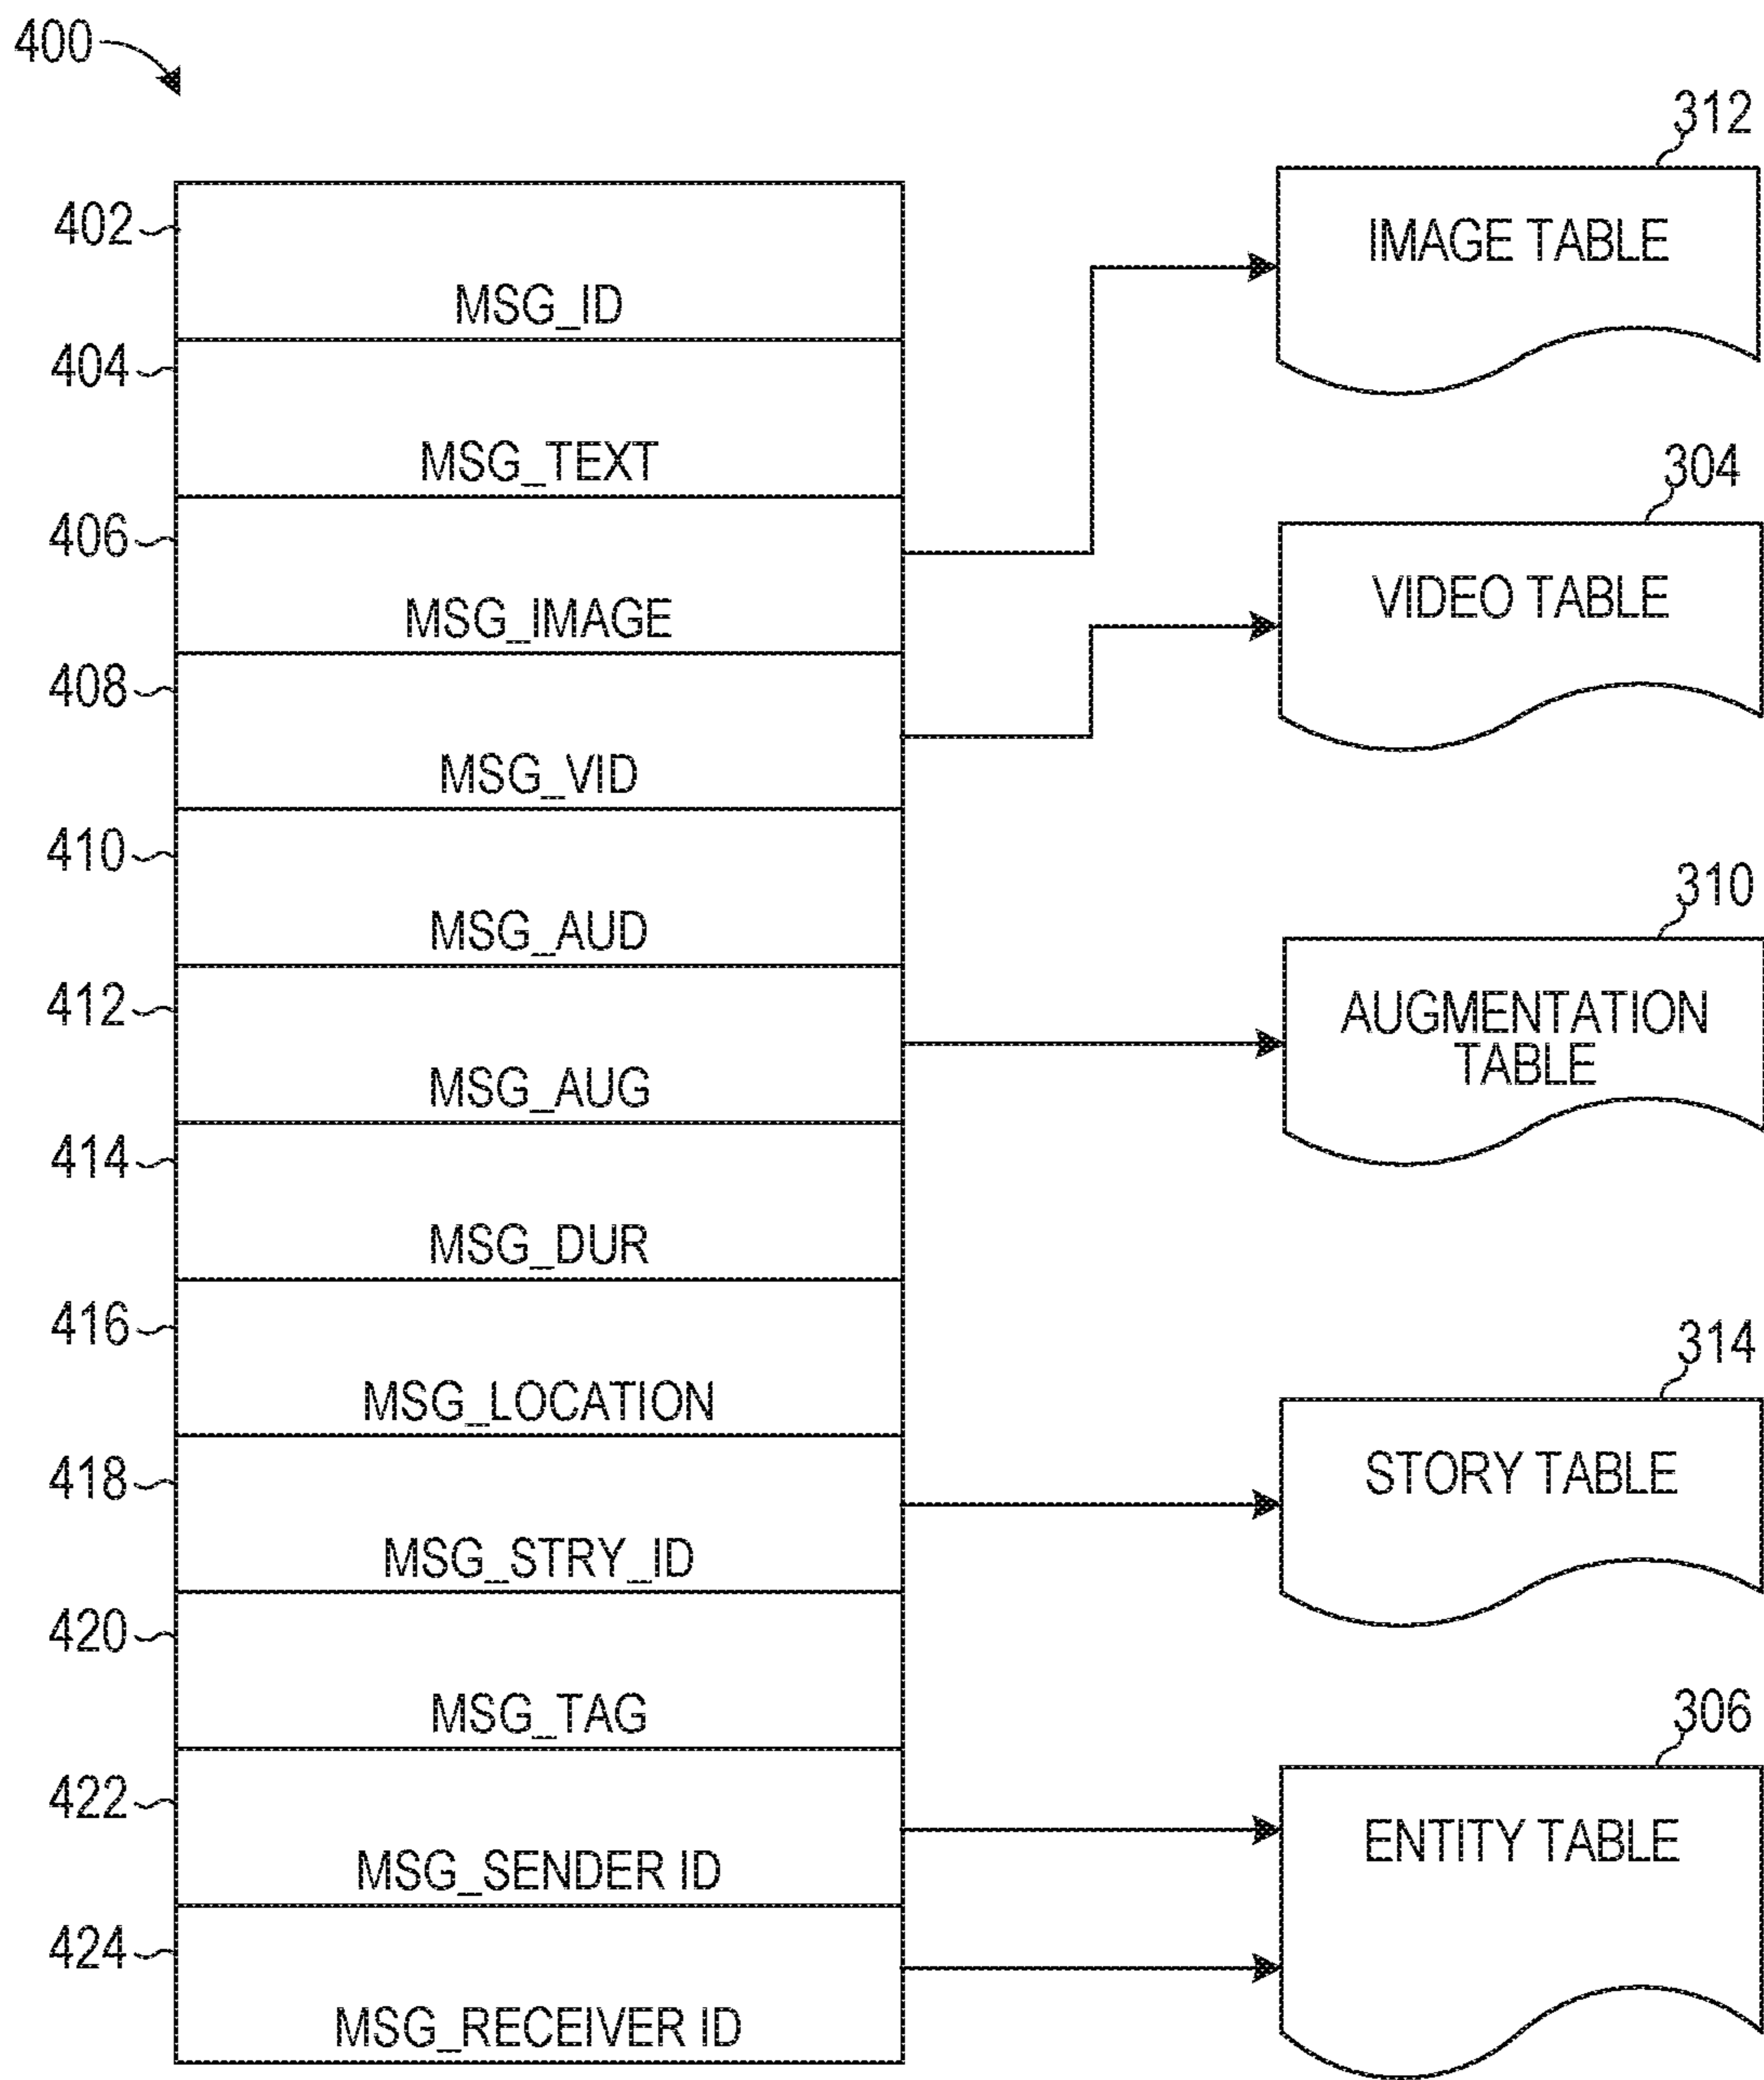 400
402
MSG_ID
404
MSG_TEXT
406
MSG_IMAGE
408
MSG_VID
410
MSG_AUD
412
MSG_AUG
414
MSG_DUR
416
MSG_LOCATION
418
MSG_STRY_ID
420
MSG_TAG
422
MSG_SENDER ID
424
MSG_RECEIVER ID
312
IMAGE TABLE
304
VIDEO TABLE
310
AUGMENTATION
TABLE
314
STORY TABLE
306
ENTITY TABLE